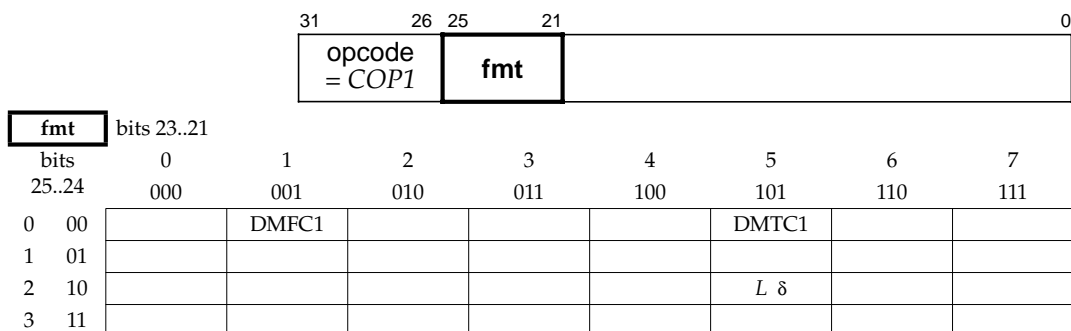 31 26 25 21 0
opcode fmt
= COP1
fmt bits 23..21
bits 0 1 2 3 4 5 6 7
25..24 000 001 010 011 100 101 110 111
0 00 DMFC1 DMTC1
1 01
2 10 L δ
3 11